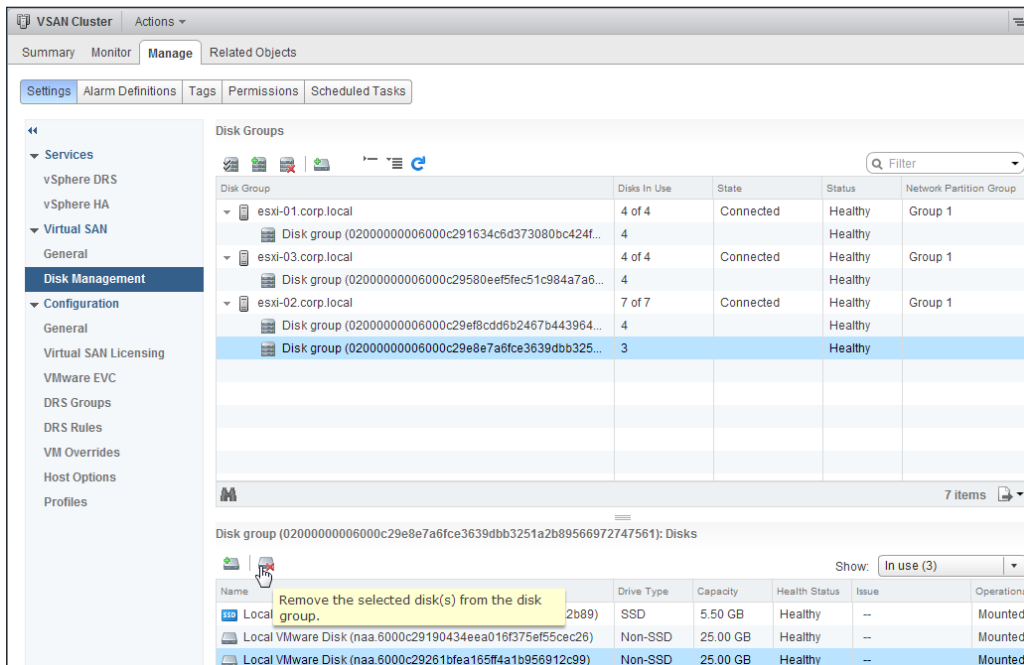 VSAN Cluster Actions
Summary Monitor Manage Related Objects
Settings Alarm Definitions Tags Permissions Scheduled Tasks
Services
vSphere DRS
vSphere HA
Virtual SAN
General
Disk Management
Configuration
General
Virtual SAN Licensing
VMware EVC
DRS Groups
DRS Rules
VM Overrides
Host Options
Profiles
Disk Groups
Filter
Disk Group Disks In Use State Status Network Partition Group
esxi-01.corp.local 4 of 4 Connected Healthy Group 1
Disk group (02000000006000c291634c6d373080bc424f... 4 Healthy
esxi-03.corp.local 4 of 4 Connected Healthy Group 1
Disk group (02000000006000c29580eef5fec51c984a7a6... 4 Healthy
esxi-02.corp.local 7 of 7 Connected Healthy Group 1
Disk group (02000000006000c29ef8cdd6b2467b443964... 4 Healthy
Disk group (02000000006000c29e8e7a6fce3639dbb325... 3 Healthy
7 items
Disk group (02000000006000c29e8e7a6fce3639dbb3251a2b89566972747561): Disks
Show: In use (3)
Name Drive Type Capacity Health Status Issue Operational
Remove the selected disk(s) from the disk
group.
SSD Local 2b89) SSD 5.50 GB Healthy -- Mounted
Local VMware Disk (naa.6000c29190434eea016f375ef55cec26) Non-SSD 25.00 GB Healthy -- Mounted
Local VMware Disk (naa.6000c29261bfea165ff4a1b956912c99) Non-SSD 25.00 GB Healthy -- Mounted